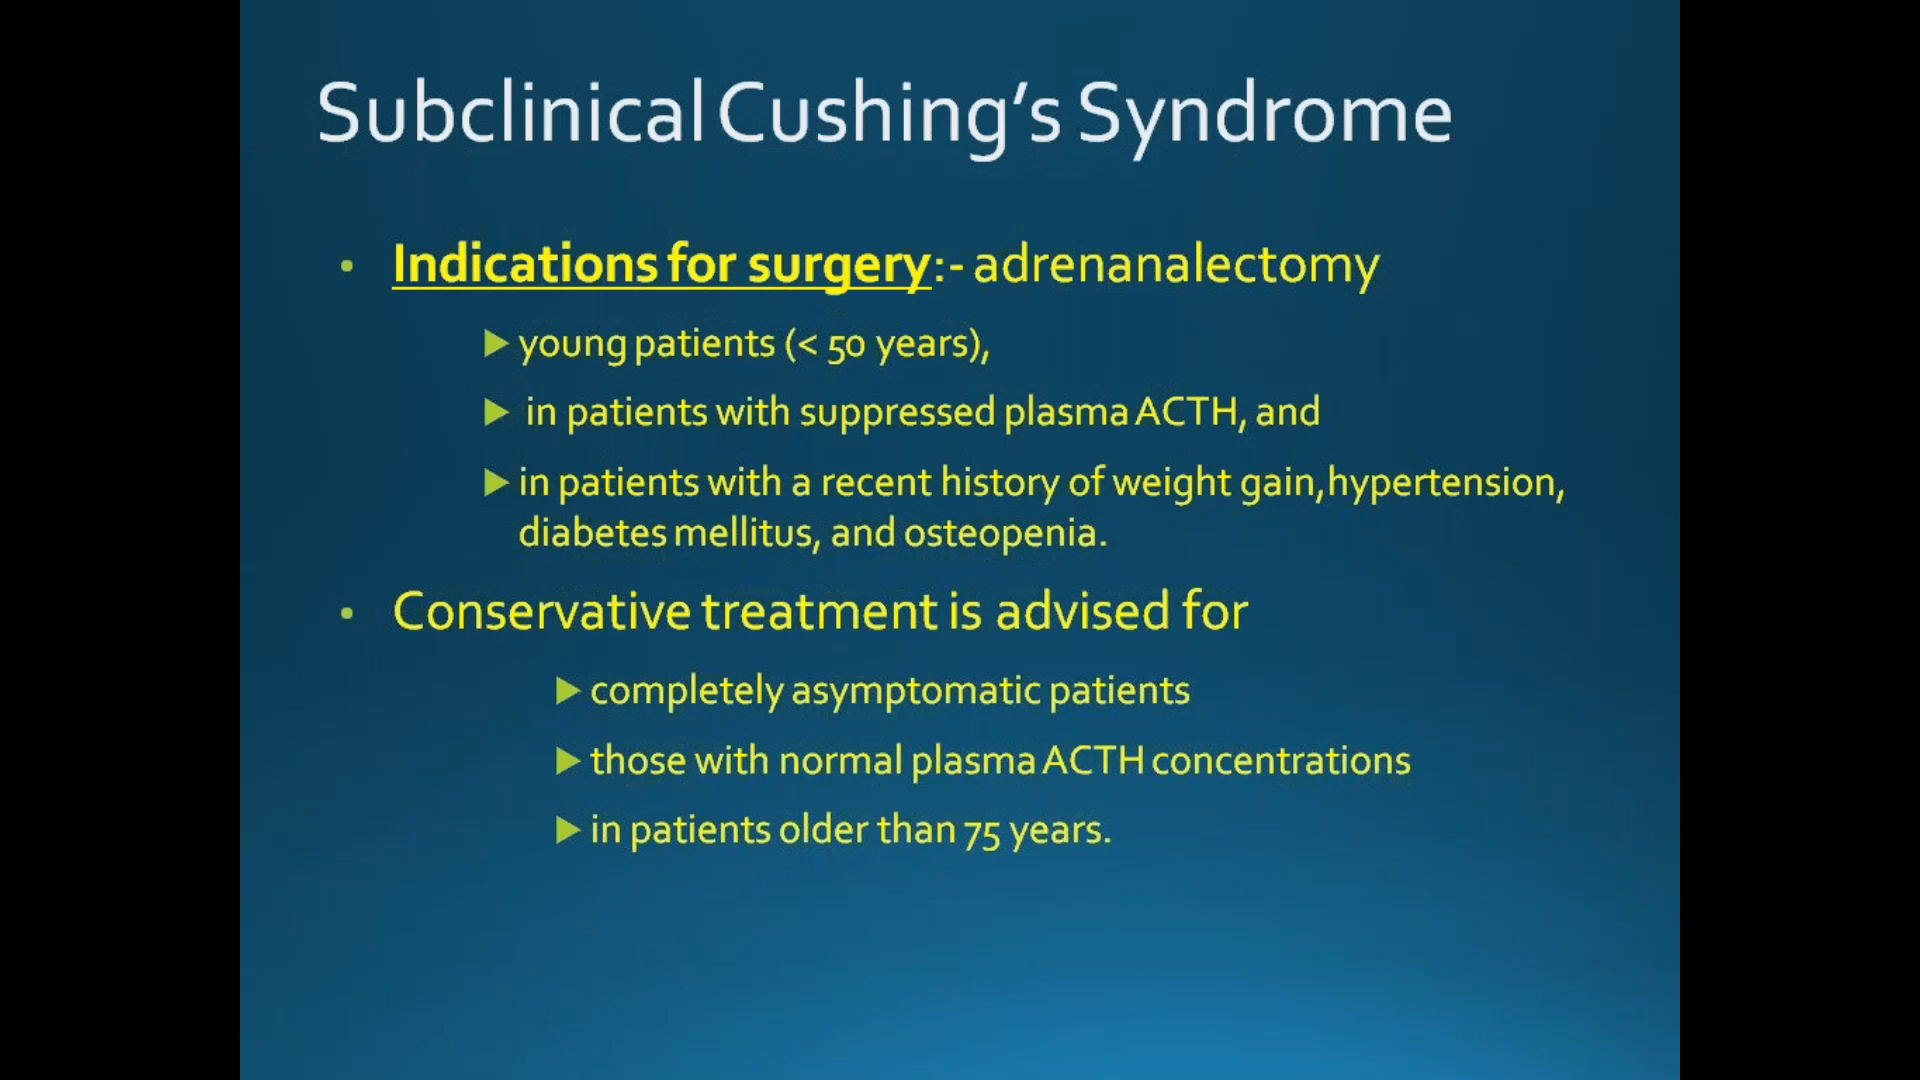 Subclinical Cushing's Syndrome
• Indications for surgery:- adrenanalectomy
▶ young patients (< 50 years),
▶ in patients with suppressed plasma ACTH, and
▶ in patients with a recent history of weight gain,hypertension,
diabetes mellitus, and osteopenia.
• Conservative treatment is advised for
▶ completely asymptomatic patients
▶ those with normal plasma ACTH concentrations
▶ in patients older than 75 years.